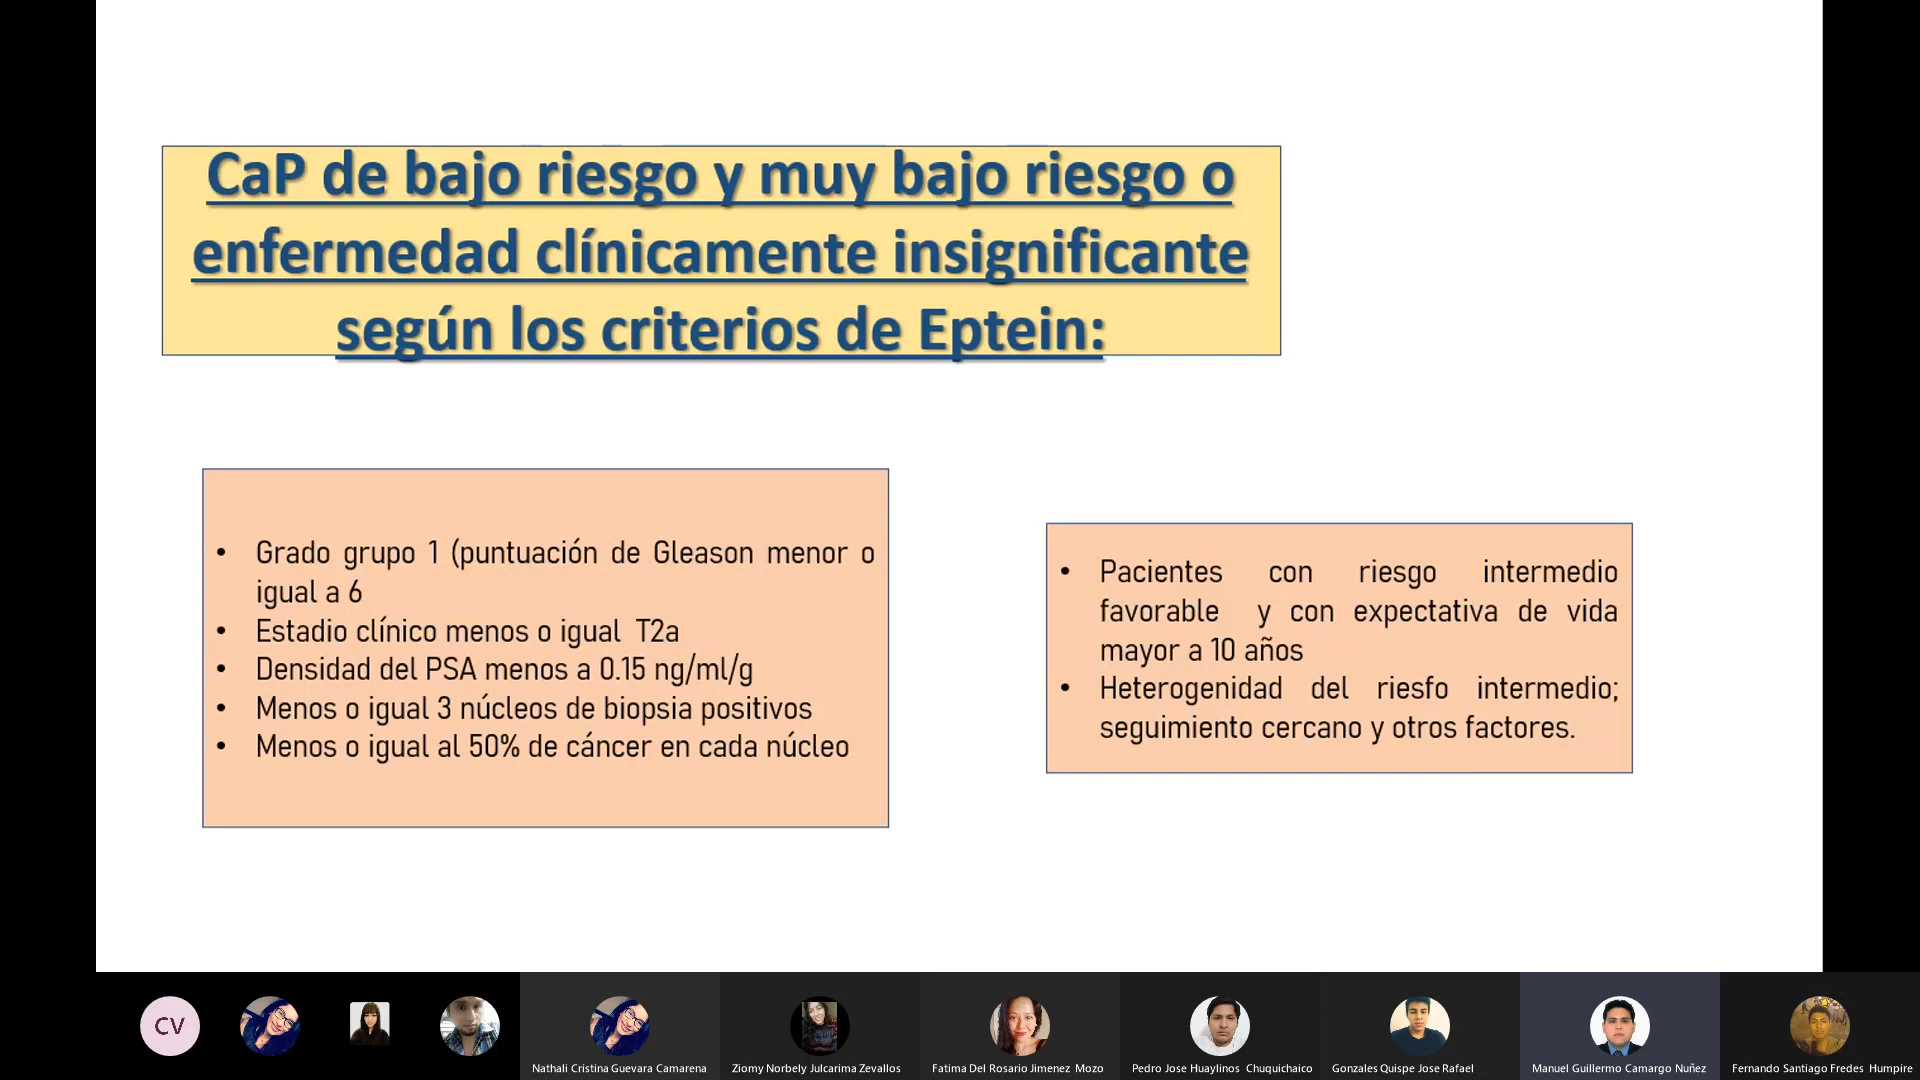 CaP de bajo riesgo y muy bajo riesgo o
enfermedad clínicamente insignificante
según los criterios de Eptein:
• Grado grupo 1 (puntuación de Gleason menor o
igual a 6
• Estadio clínico menos o igual T2a
• Densidad del PSA menos a 0.15 ng/ml/g
• Menos o igual 3 núcleos de biopsia positivos
• Menos o igual al 50% de cáncer en cada núcleo
• Pacientes con riesgo intermedio
favorable y con expectativa de vida
mayor a 10 años
• Heterogenidad del riesfo intermedio;
seguimiento cercano y otros factores.
CV
Nathali Cristina Guevara Camarena
Ziomy Norbely Julcarima Zevallos
Fatima Del Rosario Jimenez Mozo
Pedro Jose Huaylinos Chuquichaico
Gonzales Quispe Jose Rafael
Manuel Guillermo Camargo Nuñez
Fernando Santiago Fredes Humpire